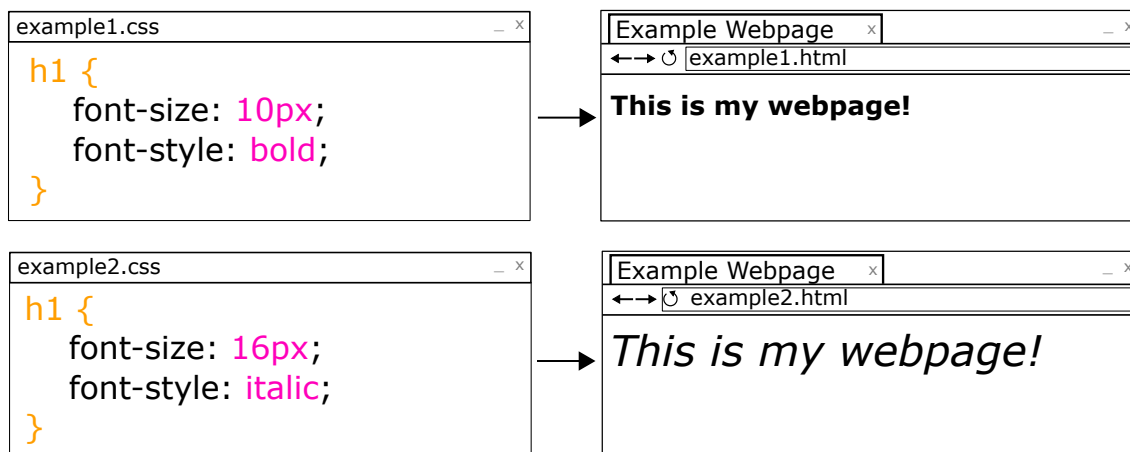 example1.css _ x
h1 {
font-size: 10px;
font-style: bold;
}
Example Webpage x _ x
example1.html
This is my webpage!
example2.css _ x
h1 {
font-size: 16px;
font-style: italic;
}
Example Webpage x _ x
example2.html
This is my webpage!